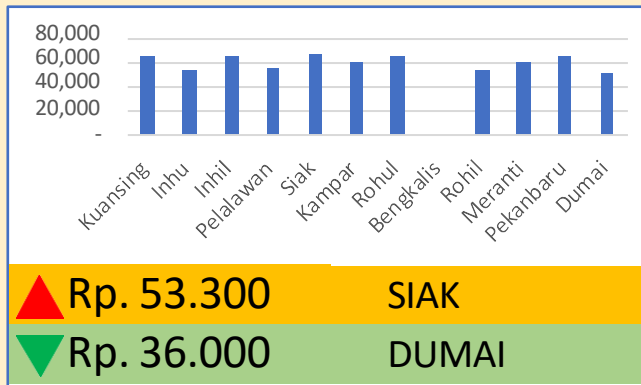 80,000
60,000
40,000
20,000
-
Kuansing
Inhu
Inhil
Pelalawan
Siak
Kampar
Rohul
Bengkalis
Rohil
Meranti
Pekanbaru
Dumai
Rp. 53.300 SIAK
Rp. 36.000 DUMAI